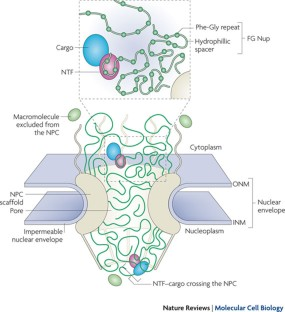 Phe-Gly repeat
Hydrophillic
spacer
FG Nup
Cargo
NTF
Macromolecule
excluded from
the NPC
Cytoplasm
NPC
scaffold
Pore
ONM
Nuclear
envelope
INM
Impermeable
nuclear envelope
Nucleoplasm
NTF–cargo crossing the NPC
Nature Reviews | Molecular Cell Biology